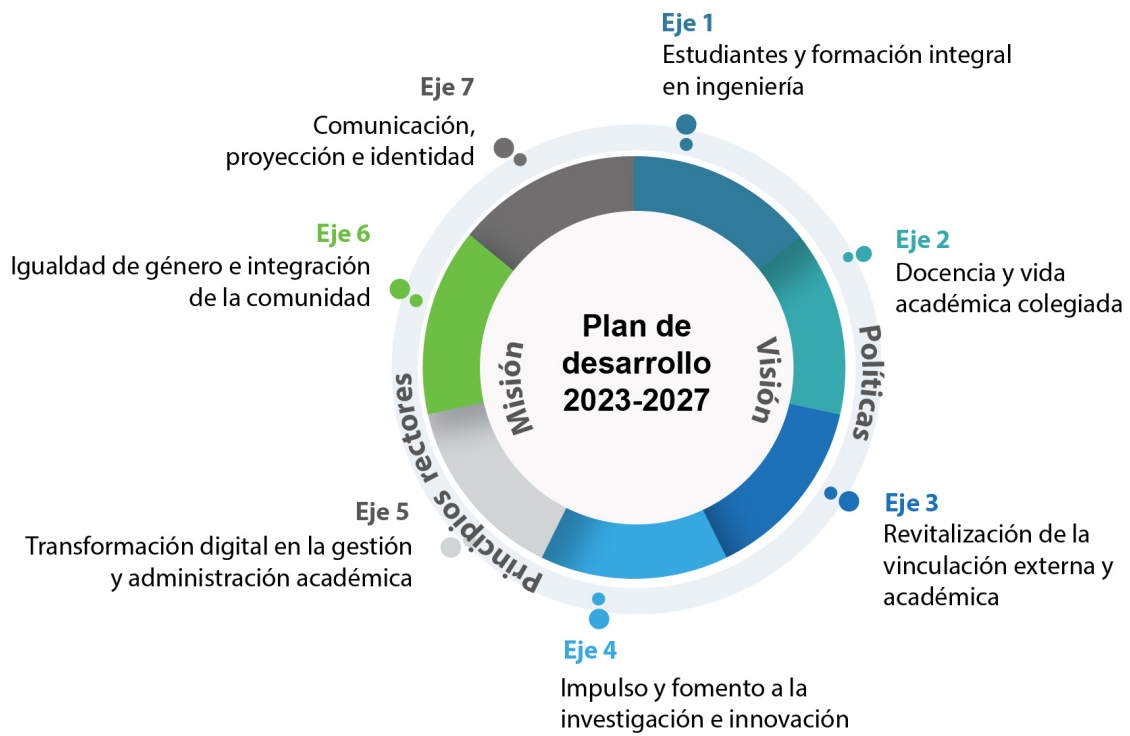 Eje 1
Estudiantes y formación integral
en ingeniería
Eje 2
Docencia y vida
académica colegiada
Eje 3
Revitalización de la
vinculación externa y
académica
Eje 4
Impulso y fomento a la
investigación e innovación
Eje 5
Transformación digital en la gestión
y administración académica
Eje 6
Igualdad de género e integración
de la comunidad
Eje 7
Comunicación,
proyección e identidad
Plan de
desarrollo
2023-2027
Misión
Visión
Políticas
Principios rectores